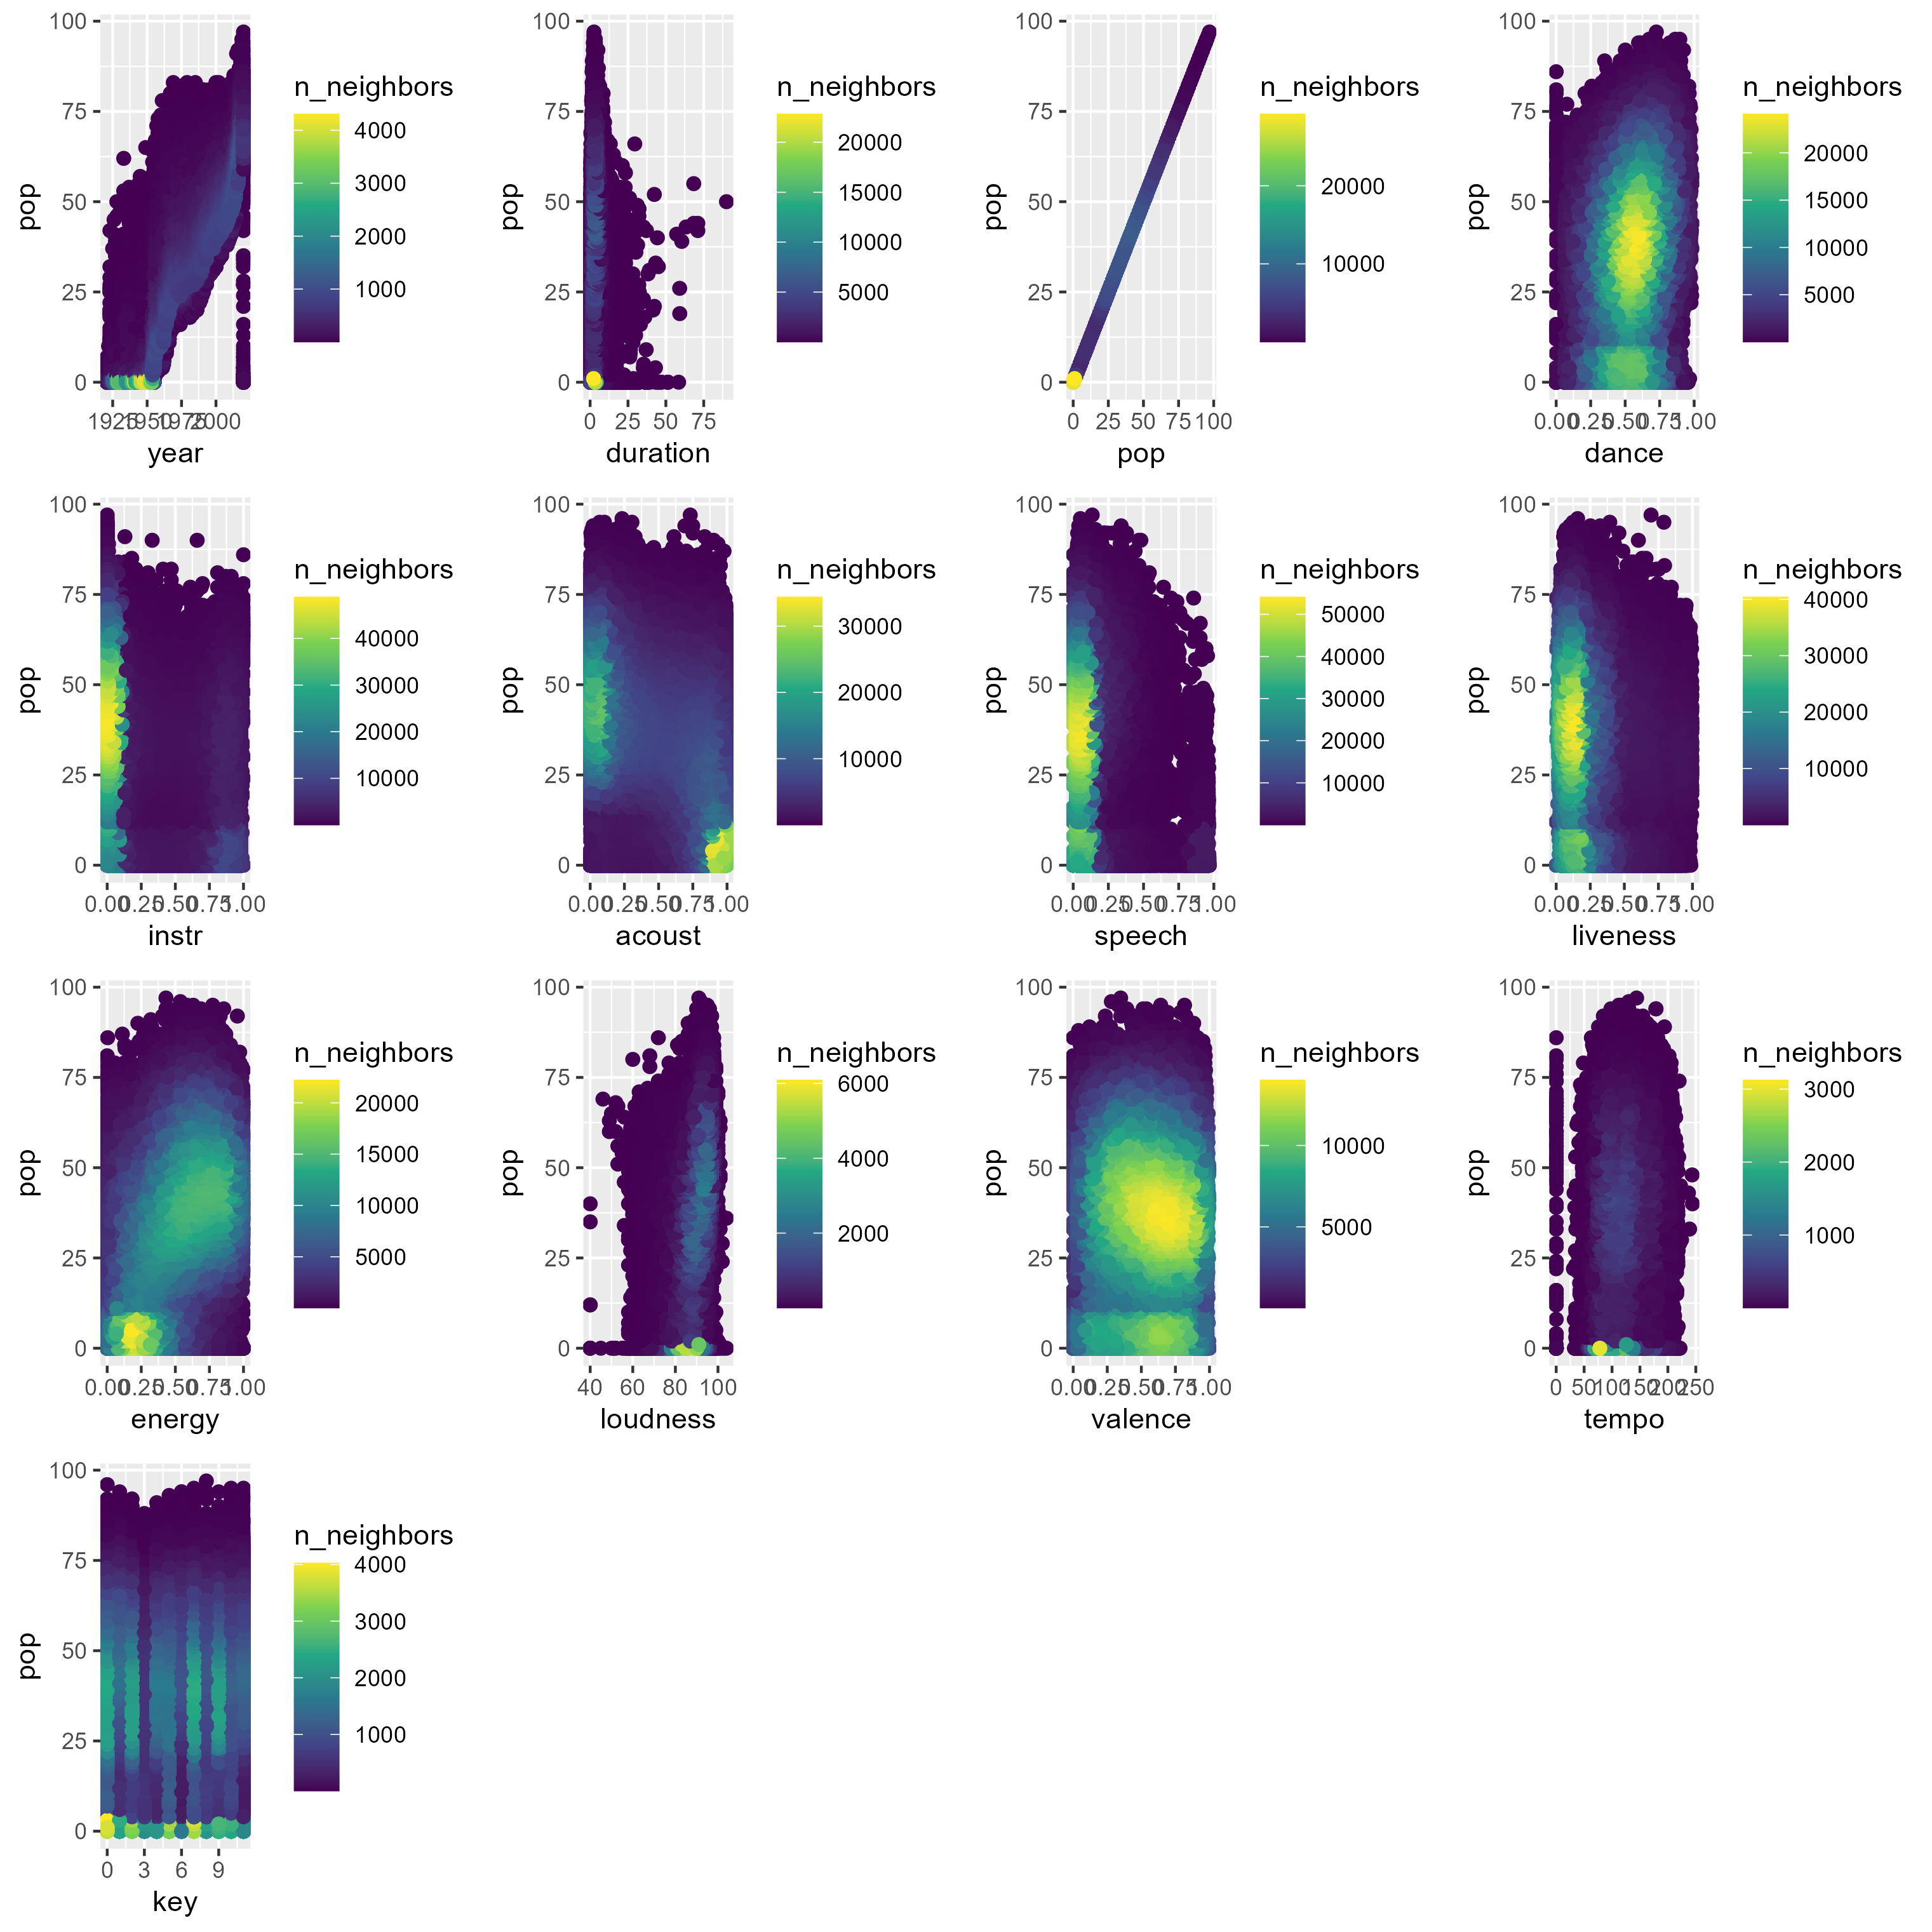 100 75 50 25 0 pop 1925 1950 1975 2000 year n_neighbors 4000 3000 2000 1000
100 75 50 25 0 pop 0 25 50 75 duration n_neighbors 20000 15000 10000 5000
100 75 50 25 0 pop 0 25 50 75 100 pop n_neighbors 20000 10000
100 75 50 25 0 pop 0.00 0.25 0.50 0.75 1.00 dance n_neighbors 20000 15000 10000 5000
100 75 50 25 0 pop 0.00 0.25 0.50 0.75 1.00 instr n_neighbors 40000 30000 20000 10000
100 75 50 25 0 pop 0.00 0.25 0.50 0.75 1.00 acoust n_neighbors 30000 20000 10000
100 75 50 25 0 pop 0.00 0.25 0.50 0.75 1.00 speech n_neighbors 50000 40000 30000 20000 10000
100 75 50 25 0 pop 0.00 0.25 0.50 0.75 1.00 liveness n_neighbors 40000 30000 20000 10000
100 75 50 25 0 pop 0.00 0.25 0.50 0.75 1.00 energy n_neighbors 20000 15000 10000 5000
100 75 50 25 0 pop 40 60 80 100 loudness n_neighbors 6000 4000 2000
100 75 50 25 0 pop 0.00 0.25 0.50 0.75 1.00 valence n_neighbors 10000 5000
100 75 50 25 0 pop 0 50 100 150 200 250 tempo n_neighbors 3000 2000 1000
100 75 50 25 0 pop 0 3 6 9 key n_neighbors 4000 3000 2000 1000